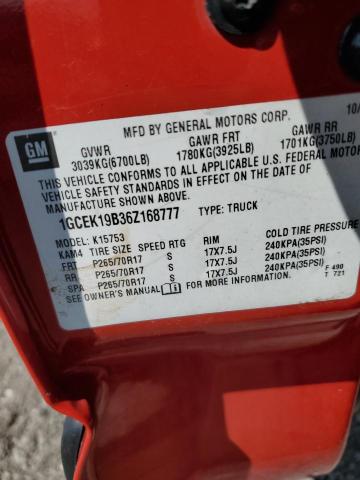 GM
MFD BY GENERAL MOTORS CORP. 10/
GVWR GAWR FRT GAWR RR
3039KG(6700LB) 1780KG(3925LB) 1701KG(3750LB)
THIS VEHICLE CONFORMS TO ALL APPLICABLE U.S. FEDERAL MOTOR
VEHICLE SAFETY STANDARDS IN EFFECT ON THE DATE OF
MANUFACTURE SHOWN ABOVE.
1GCEK19B36Z168777 TYPE: TRUCK
MODEL: K15753
KAM4 TIRE SIZE SPEED RTG RIM COLD TIRE PRESSURE
FRT P265/70R17 S 17X7.5J 240KPA(35PSI)
RR P265/70R17 S 17X7.5J 240KPA(35PSI)
SPA P265/70R17 S 17X7.5J 240KPA(35PSI)
SEE OWNER'S MANUAL FOR MORE INFORMATION.
F 490
T 721